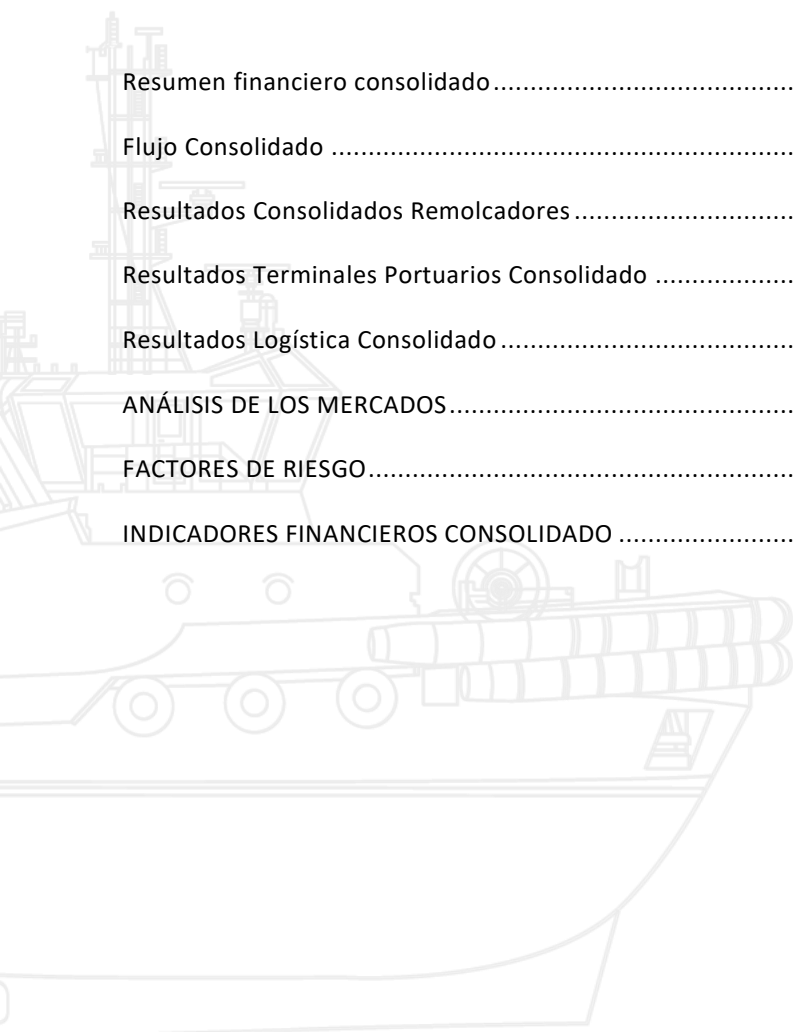 Resumen financiero consolidado.......................................
Flujo Consolidado ............................................................
Resultados Consolidados Remolcadores............................
Resultados Terminales Portuarios Consolidado ..................
Resultados Logística Consolidado......................................
ANÁLISIS DE LOS MERCADOS............................................
FACTORES DE RIESGO.......................................................
INDICADORES FINANCIEROS CONSOLIDADO .......................